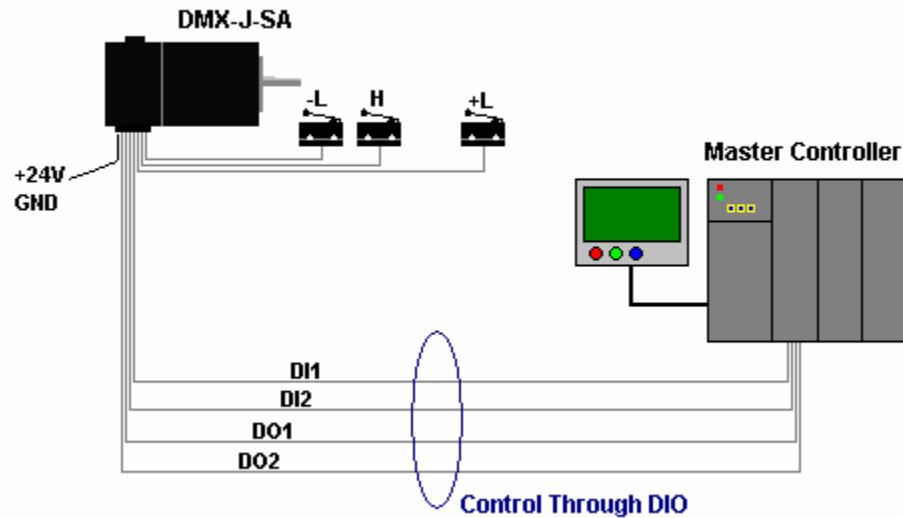 DMX-J-SA
-L
H
+L
+24V
GND
Master Controller
DI1
DI2
DO1
DO2
Control Through DIO